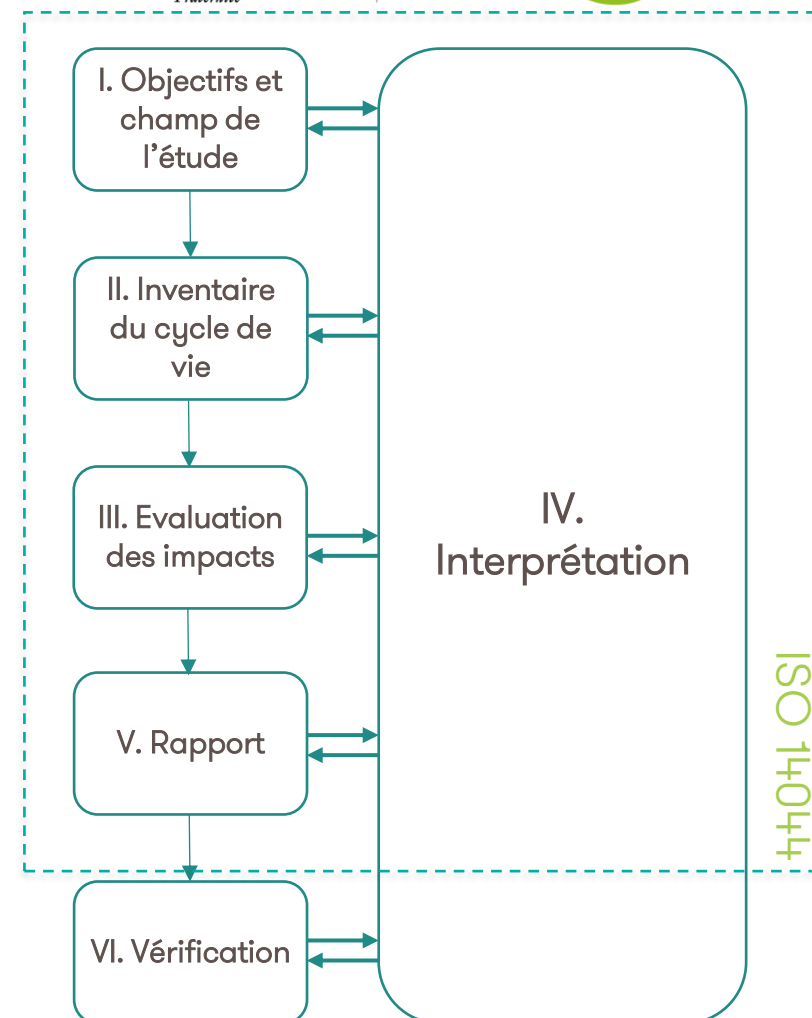 I. Objectifs et
champ de
l'étude
II. Inventaire
du cycle de
vie
III. Evaluation
des impacts
IV.
Interprétation
V. Rapport
VI. Vérification
ISO 14044